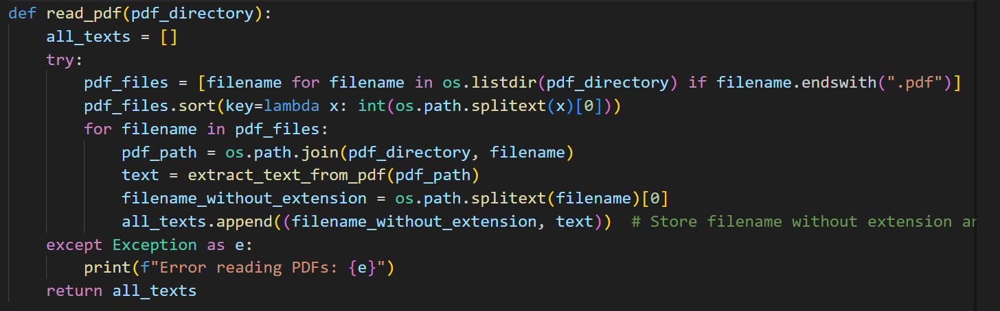 def read_pdf(pdf_directory):
    all_texts = []
    try:
        pdf_files = [filename for filename in os.listdir(pdf_directory) if filename.endswith(".pdf")]
        pdf_files.sort(key=lambda x: int(os.path.splitext(x)[0]))
        for filename in pdf_files:
            pdf_path = os.path.join(pdf_directory, filename)
            text = extract_text_from_pdf(pdf_path)
            filename_without_extension = os.path.splitext(filename)[0]
            all_texts.append((filename_without_extension, text))  # Store filename without extension
    except Exception as e:
        print(f"Error reading PDFs: {e}")
    return all_texts